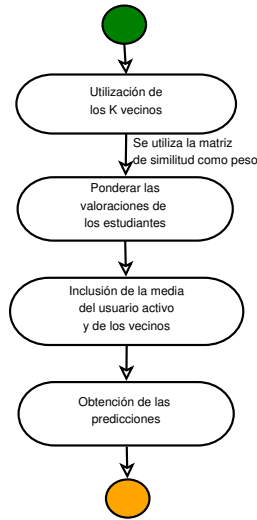 Utilización de
los K vecinos
Se utiliza la matriz
de similitud como peso
Ponderar las
valoraciones de
los estudiantes
Inclusión de la media
del usuario activo
y de los vecinos
Obtención de las
predicciones